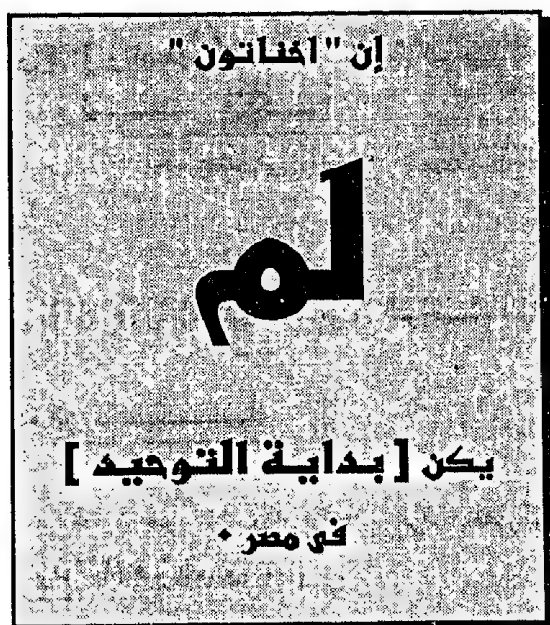 إن "اخناتون"
لم
يكن [ بداية التوحيد ]
فى مصر •